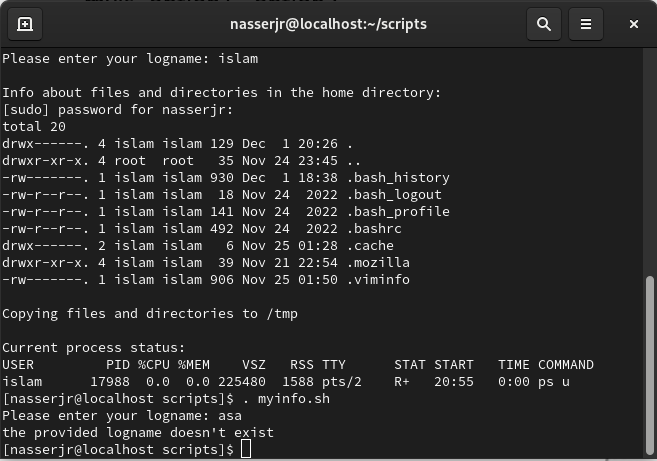 nasserjr@localhost:~/scripts
Please enter your logname: islam
Info about files and directories in the home directory:
[sudo] password for nasserjr:
total 20
drwx------. 4 islam islam 129 Dec  1 20:26 .
drwxr-xr-x. 4 root  root   35 Nov 24 23:45 ..
-rw-------. 1 islam islam 930 Dec  1 18:38 .bash_history
-rw-r--r--. 1 islam islam  18 Nov 24  2022 .bash_logout
-rw-r--r--. 1 islam islam 141 Nov 24  2022 .bash_profile
-rw-r--r--. 1 islam islam 492 Nov 24  2022 .bashrc
drwx------. 2 islam islam   6 Nov 25 01:28 .cache
drwxr-xr-x. 4 islam islam  39 Nov 21 22:54 .mozilla
-rw-------. 1 islam islam 906 Nov 25 01:50 .viminfo
Copying files and directories to /tmp
Current process status:
USER         PID %CPU %MEM    VSZ   RSS TTY      STAT START   TIME COMMAND
islam      17988  0.0  0.0 225480  1588 pts/2    R+   20:55   0:00 ps u
[nasserjr@localhost scripts]$ . myinfo.sh
Please enter your logname: asa
the provided logname doesn't exist
[nasserjr@localhost scripts]$